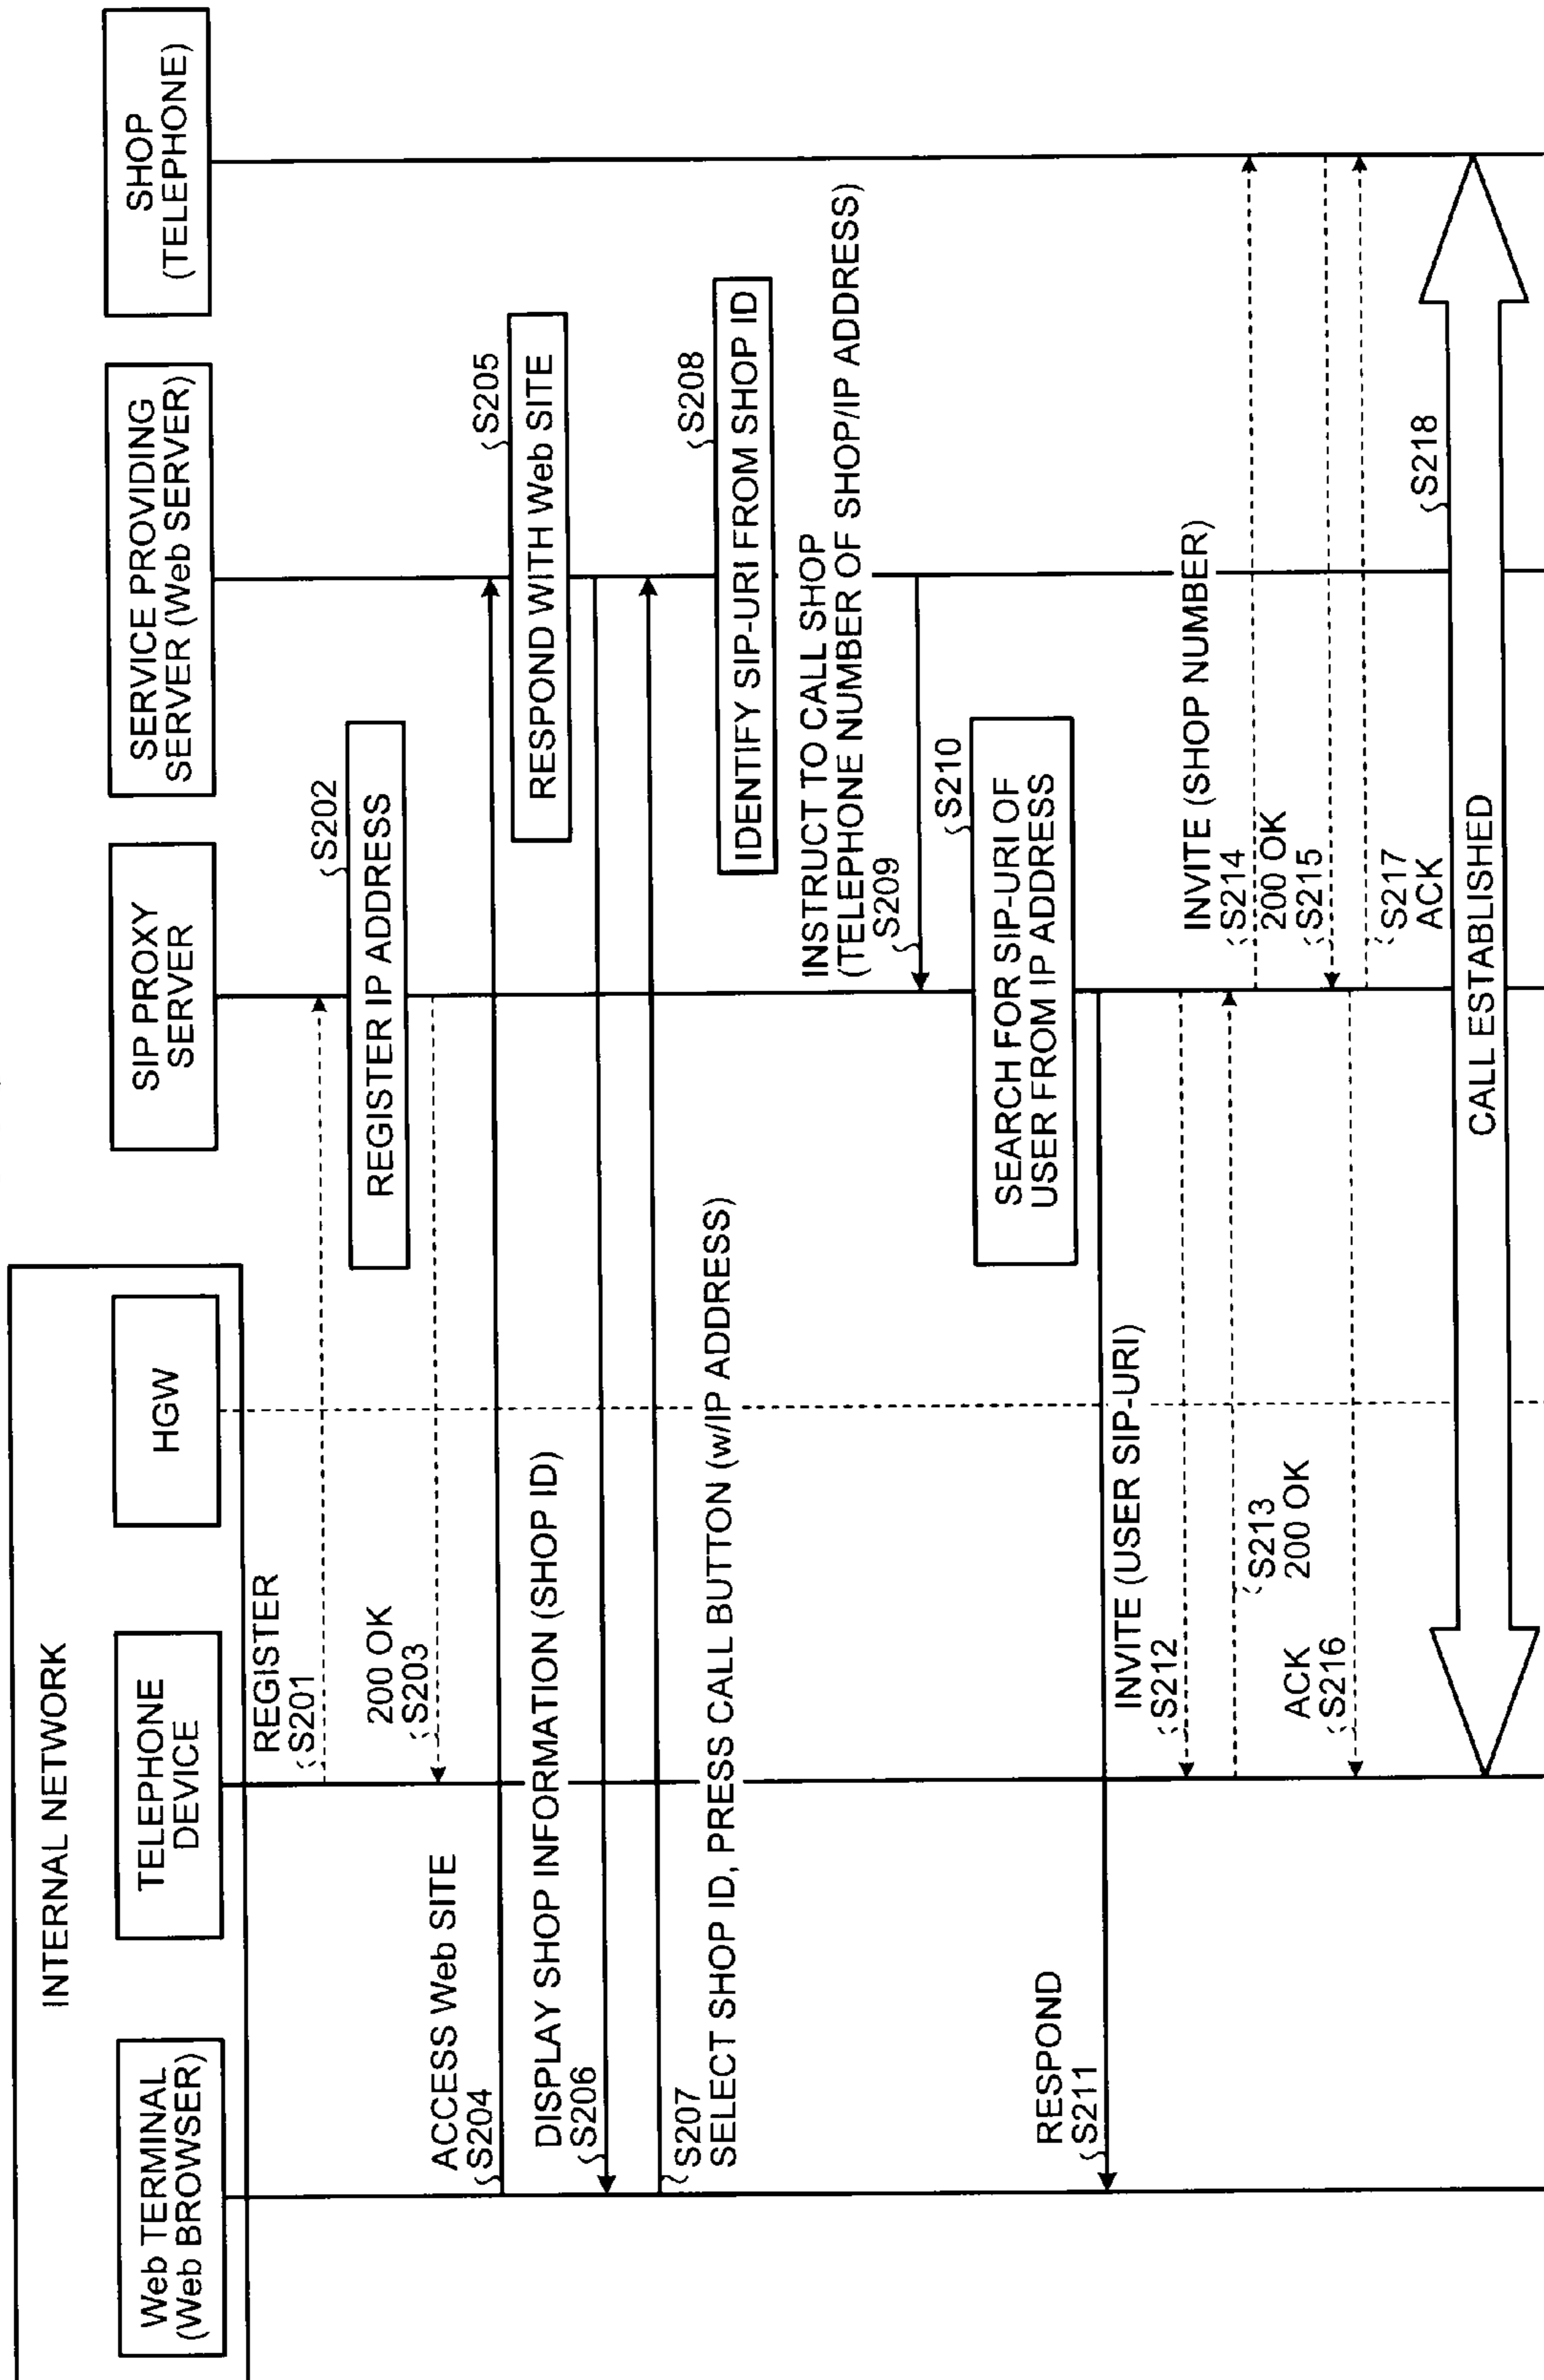 INTERNAL NETWORK
Web TERMINAL
(Web BROWSER)
TELEPHONE
DEVICE
HGW
SIP PROXY
SERVER
SERVICE PROVIDING
SERVER (Web SERVER)
SHOP
(TELEPHONE)
REGISTER
S201
S202
REGISTER IP ADDRESS
200 OK
S203
ACCESS Web SITE
S204
S205
RESPOND WITH Web SITE
DISPLAY SHOP INFORMATION (SHOP ID)
S206
S207
SELECT SHOP ID, PRESS CALL BUTTON (w/IP ADDRESS)
S208
IDENTIFY SIP-URI FROM SHOP ID
INSTRUCT TO CALL SHOP
(TELEPHONE NUMBER OF SHOP/IP ADDRESS)
S209
S210
SEARCH FOR SIP-URI OF
USER FROM IP ADDRESS
RESPOND
S211
INVITE (USER SIP-URI)
S212
S213
200 OK
INVITE (SHOP NUMBER)
S214
200 OK
S215
ACK
S216
S217
ACK
S218
CALL ESTABLISHED